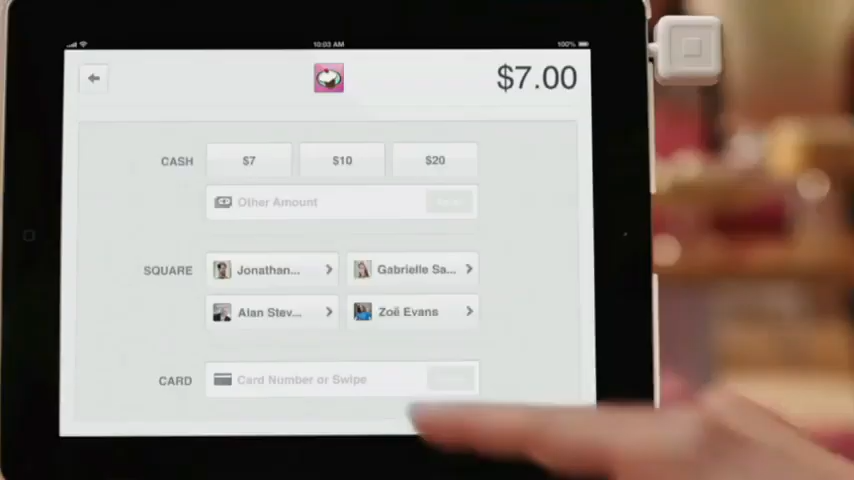 10:03 AM 100%
$7.00
CASH $7 $10 $20
Other Amount
SQUARE Jonathan... Gabrielle Sa...
Alan Stev... Zoë Evans
CARD Card Number or Swipe